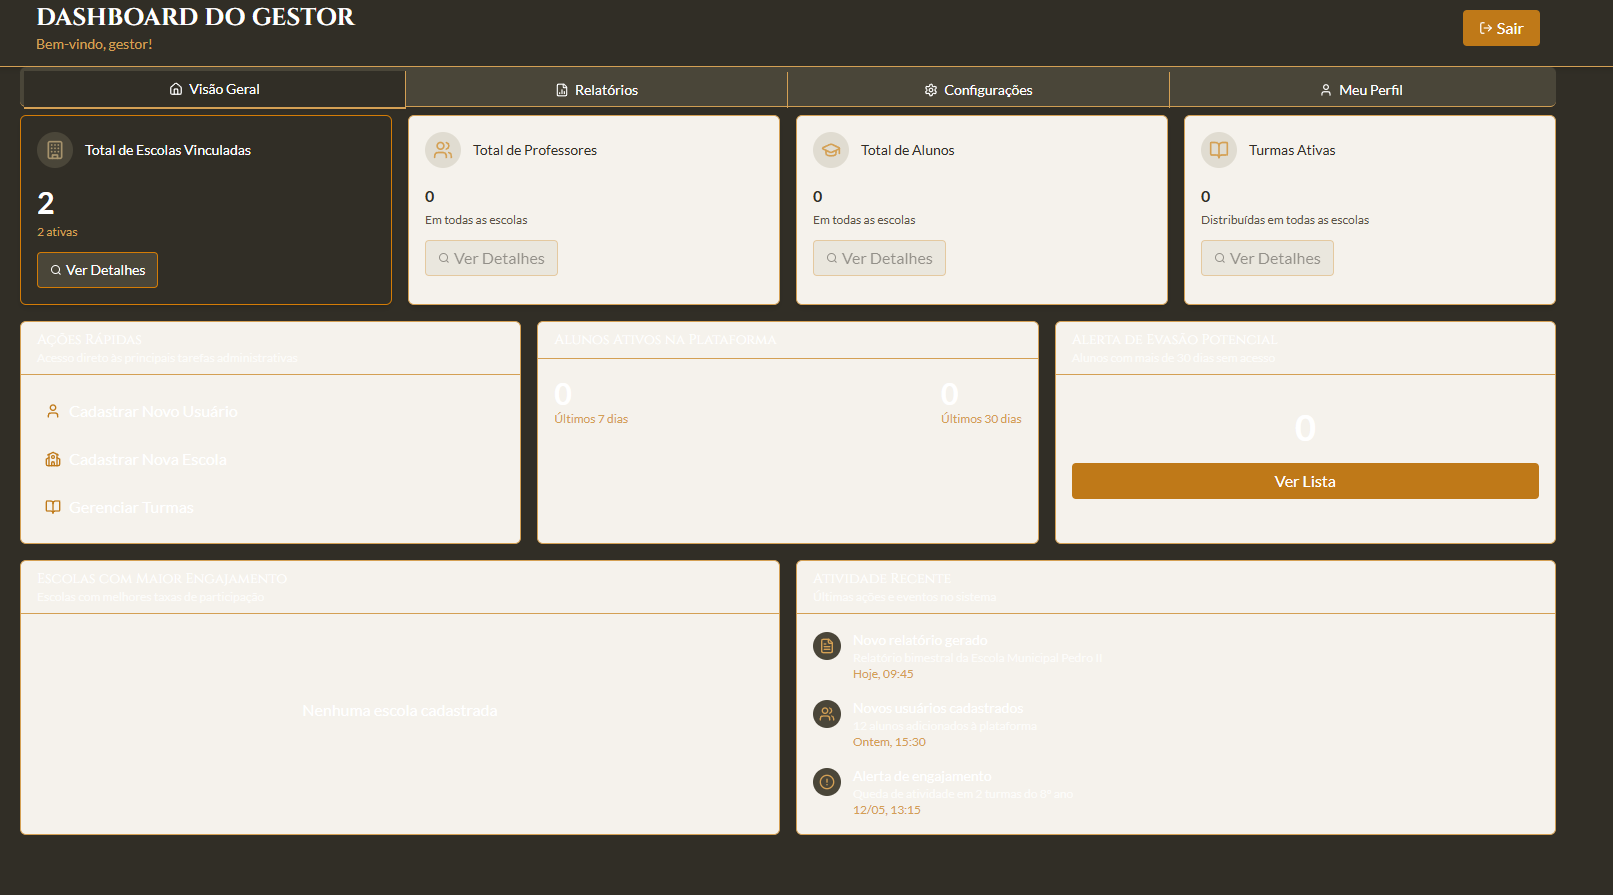 DASHBOARD DO GESTOR
Bem-vindo, gestor!
Sair
Visão Geral
Relatórios
Configurações
Meu Perfil
Total de Escolas Vinculadas
2
2 ativas
Ver Detalhes
Total de Professores
0
Em todas as escolas
Ver Detalhes
Total de Alunos
0
Em todas as escolas
Ver Detalhes
Turmas Ativas
0
Distribuídas em todas as escolas
Ver Detalhes
Ações Rápidas
Acesso direto às principais tarefas administrativas
Cadastrar Novo Usuário
Cadastrar Nova Escola
Gerenciar Turmas
Alunos Ativos na Plataforma
0
Últimos 7 dias
0
Últimos 30 dias
Alerta de Evasão Potencial
Alunos com mais de 30 dias sem acesso
0
Ver Lista
Escolas com Maior Engajamento
Escolas com melhores taxas de participação
Nenhuma escola cadastrada
Atividade Recente
Últimas ações e eventos no sistema
Novo relatório gerado
Relatório bimestral da Escola Municipal Pedro II
Hoje, 09:45
Novos usuários cadastrados
12 alunos adicionados à plataforma
Ontem, 15:30
Alerta de engajamento
Queda de atividade em 2 turmas do 8º ano
12/05, 13:15